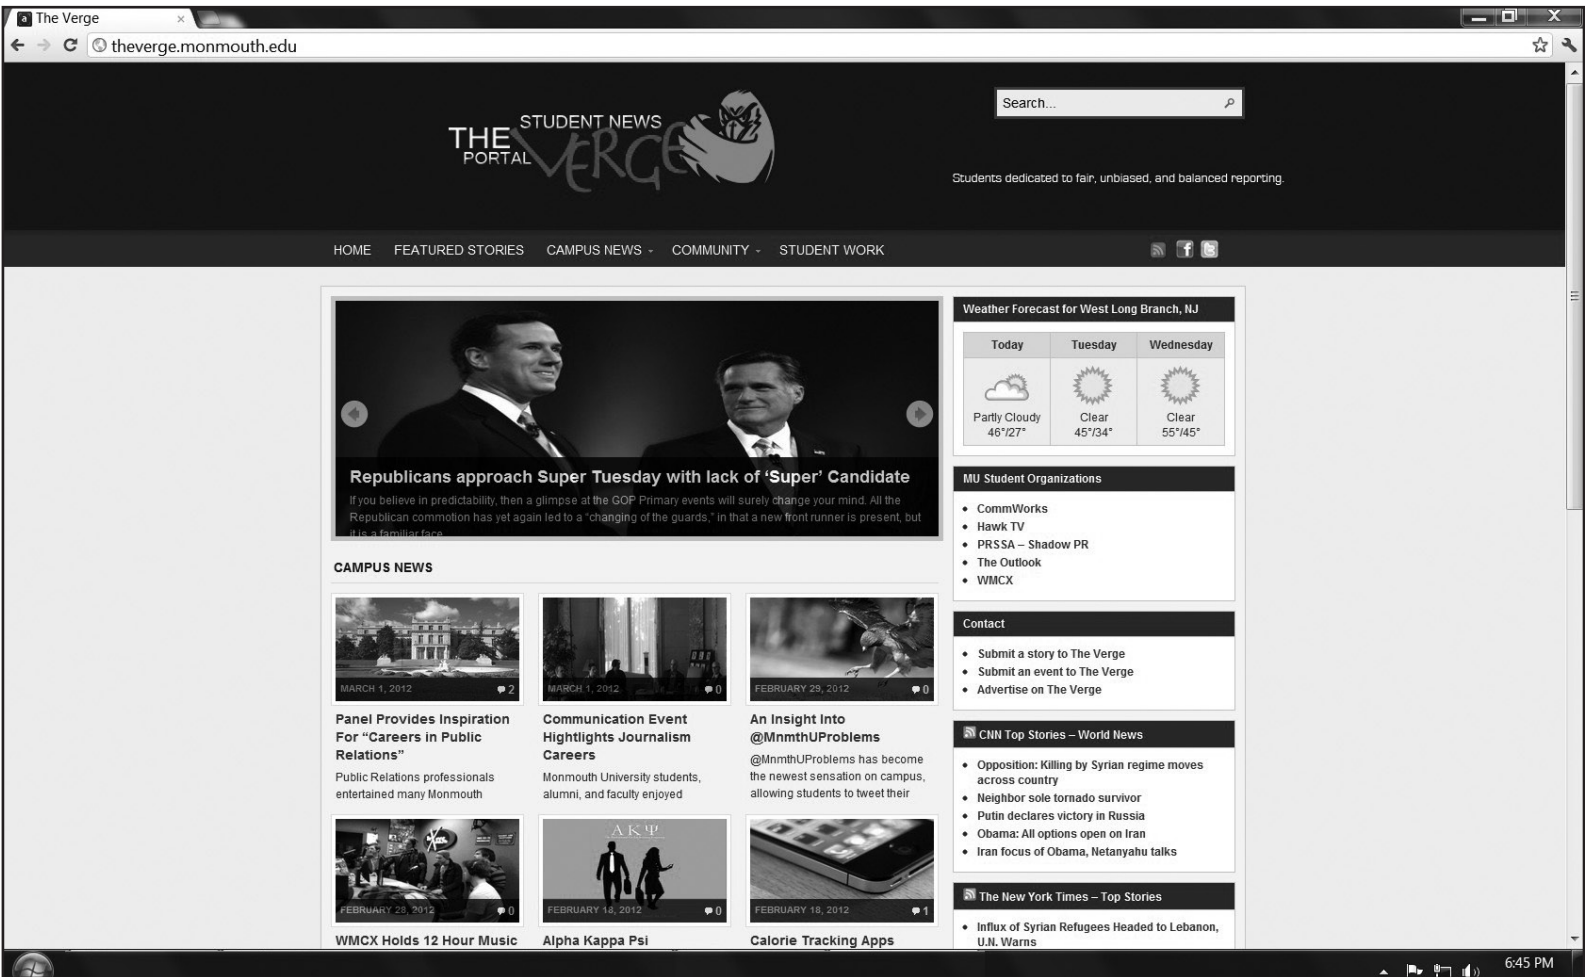 The Verge
theverge.monmouth.edu
THE
STUDENT NEWS
PORTAL
VERGE
Search...
Students dedicated to fair, unbiased, and balanced reporting.
HOME FEATURED STORIES CAMPUS NEWS COMMUNITY STUDENT WORK
Republicans approach Super Tuesday with lack of ‘Super’ Candidate
If you believe in predictability, then a glimpse at the GOP Primary events will surely change your mind. All the
Republican commotion has yet again led to a “changing of the guards,” in that a new front runner is present, but
it is a familiar face
CAMPUS NEWS
MARCH 1, 2012 2
Panel Provides Inspiration
For “Careers in Public
Relations”
Public Relations professionals
entertained many Monmouth
MARCH 1, 2012 0
Communication Event
Hightlights Journalism
Careers
Monmouth University students,
alumni, and faculty enjoyed
FEBRUARY 29, 2012 0
An Insight Into
@MnmthUProblems
@MnmthUProblems has become
the newest sensation on campus,
allowing students to tweet their
FEBRUARY 28, 2012 0
WMCX Holds 12 Hour Music
ΑΚΨ
FEBRUARY 18, 2012 0
Alpha Kappa Psi
FEBRUARY 18, 2012 1
Calorie Tracking Apps
Weather Forecast for West Long Branch, NJ
Today Tuesday Wednesday
Partly Cloudy Clear Clear
46°/27° 45°/34° 55°/45°
MU Student Organizations
CommWorks
Hawk TV
PRSSA – Shadow PR
The Outlook
WMCX
Contact
Submit a story to The Verge
Submit an event to The Verge
Advertise on The Verge
CNN Top Stories – World News
Opposition: Killing by Syrian regime moves
across country
Neighbor sole tornado survivor
Putin declares victory in Russia
Obama: All options open on Iran
Iran focus of Obama, Netanyahu talks
The New York Times – Top Stories
Influx of Syrian Refugees Headed to Lebanon,
U.N. Warns
6:45 PM